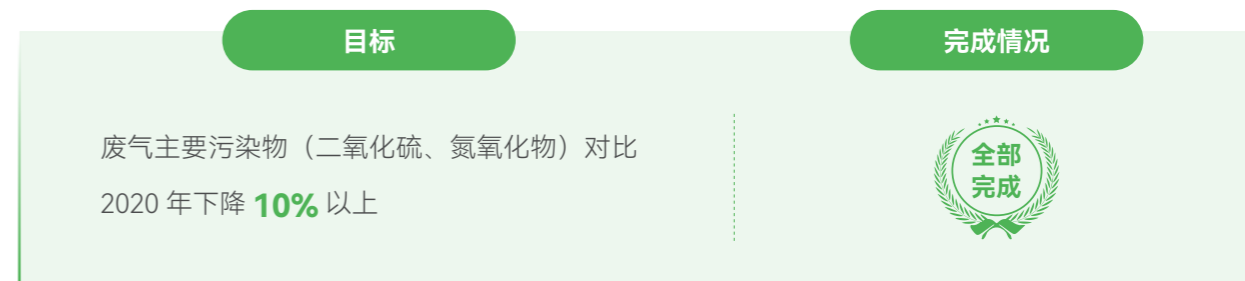 目标
完成情况
废气主要污染物（二氧化硫、氮氧化物）对比
2020 年下降 10% 以上
全部
完成